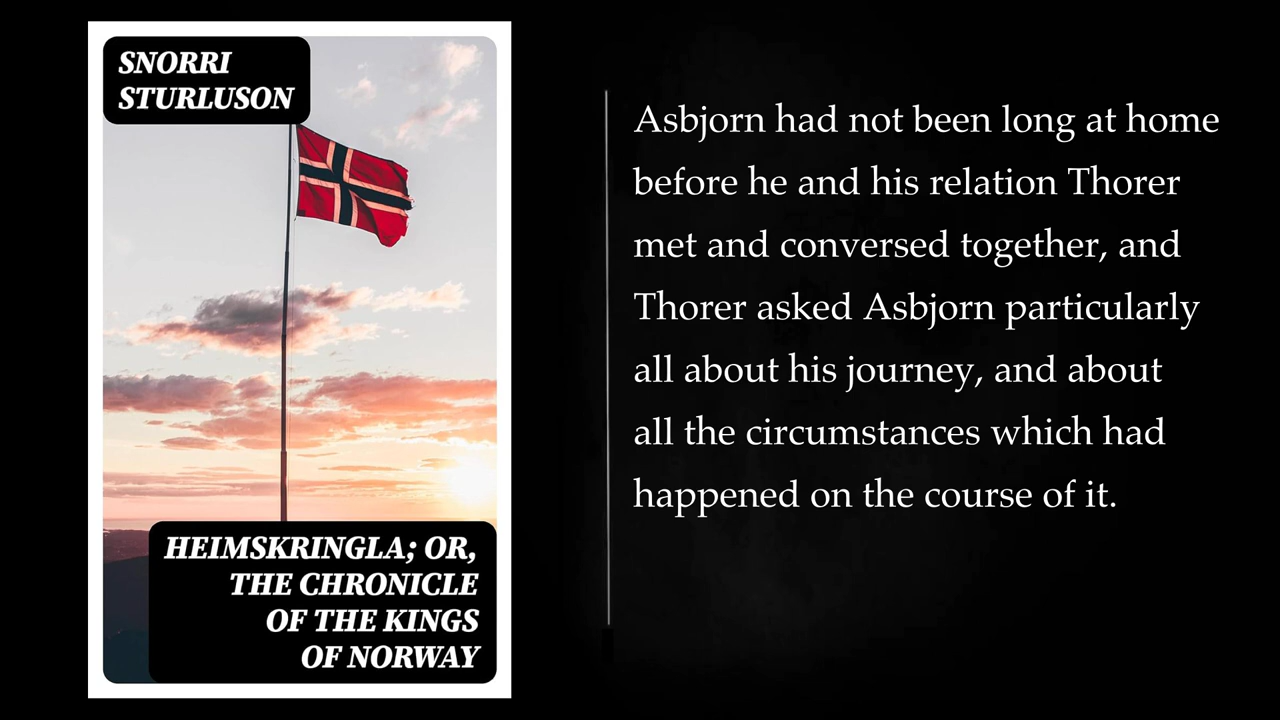 SNORRI
STURLUSON
HEIMSKRINGLA; OR,
THE CHRONICLE
OF THE KINGS
OF NORWAY
Asbjorn had not been long at home
before he and his relation Thorer
met and conversed together, and
Thorer asked Asbjorn particularly
all about his journey, and about
all the circumstances which had
happened on the course of it.